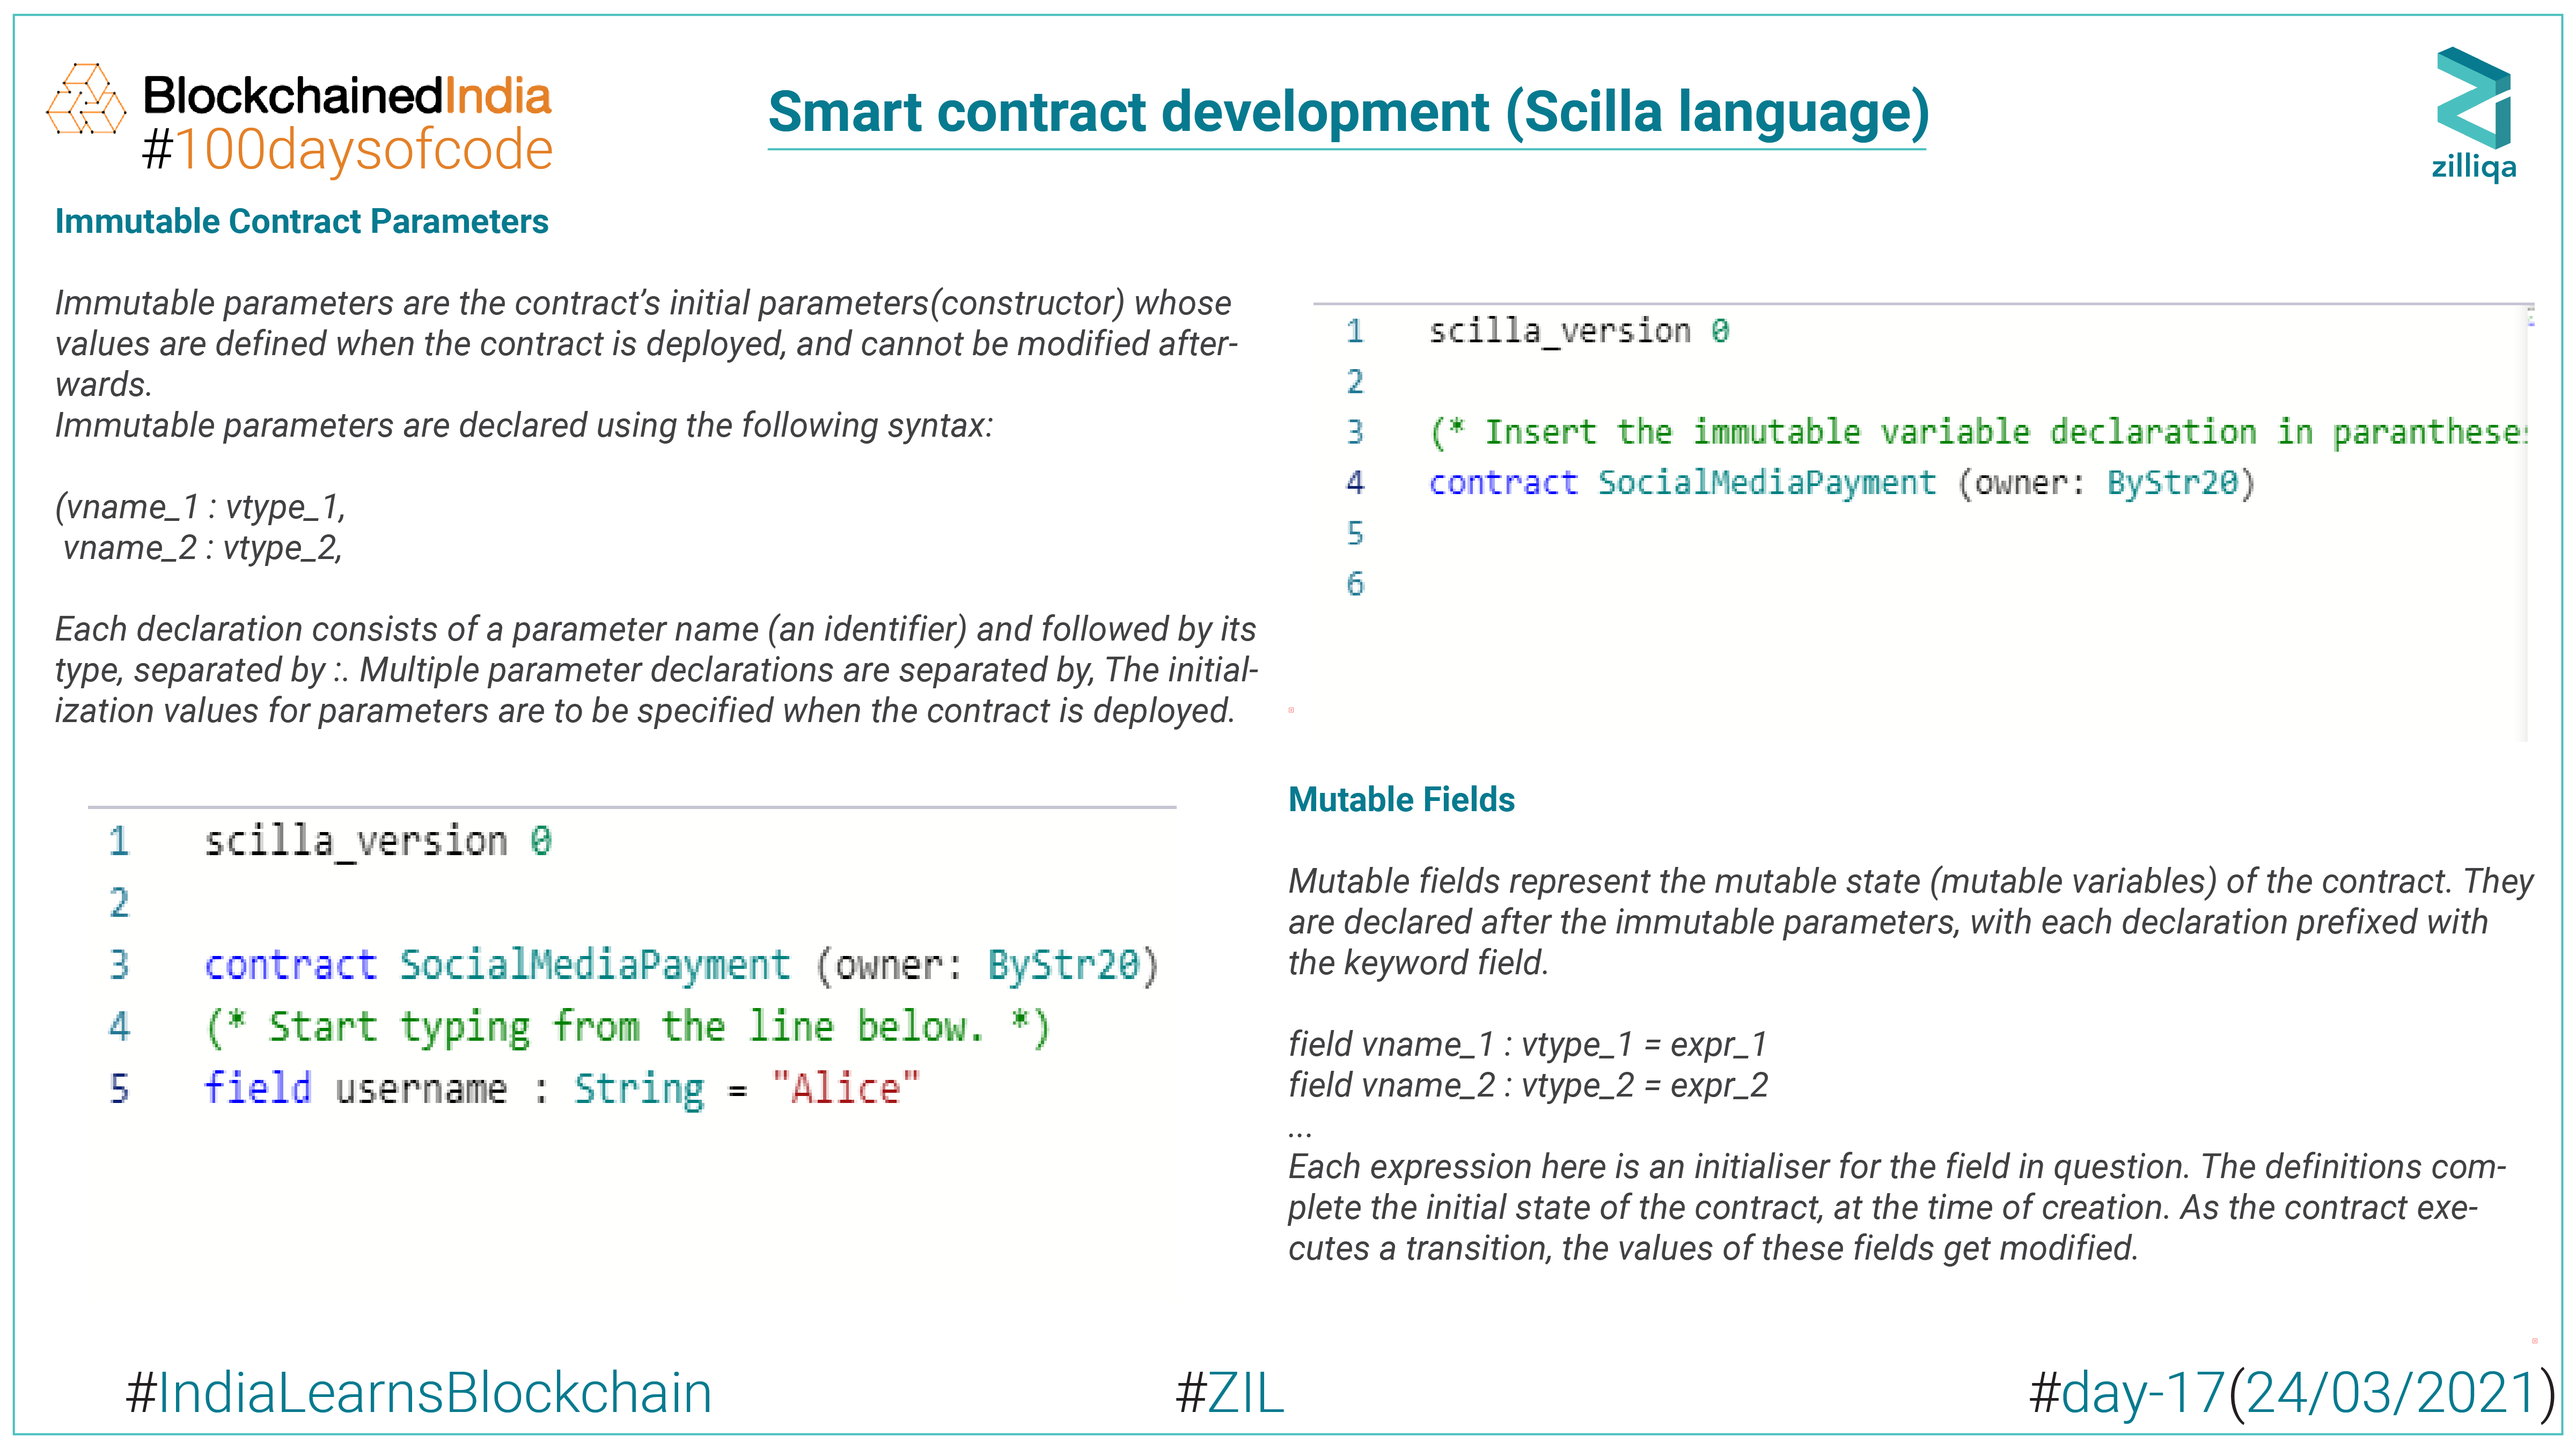 BlockchainedIndia
#100daysofcode
Smart contract development (Scilla language)
zilliqa
Immutable Contract Parameters
Immutable parameters are the contract’s initial parameters(constructor) whose
values are defined when the contract is deployed, and cannot be modified after-
wards.
Immutable parameters are declared using the following syntax:
(vname_1 : vtype_1,
vname_2 : vtype_2,
Each declaration consists of a parameter name (an identifier) and followed by its
type, separated by :. Multiple parameter declarations are separated by, The initial-
ization values for parameters are to be specified when the contract is deployed.
1 scilla_version 0
2
3 (* Insert the immutable variable declaration in parantheses
4 contract SocialMediaPayment (owner: ByStr20)
5
6
1 scilla_version 0
2
3 contract SocialMediaPayment (owner: ByStr20)
4 (* Start typing from the line below. *)
5 field username : String = "Alice"
Mutable Fields
Mutable fields represent the mutable state (mutable variables) of the contract. They
are declared after the immutable parameters, with each declaration prefixed with
the keyword field.
field vname_1 : vtype_1 = expr_1
field vname_2 : vtype_2 = expr_2
...
Each expression here is an initialiser for the field in question. The definitions com-
plete the initial state of the contract, at the time of creation. As the contract exe-
cutes a transition, the values of these fields get modified.
#IndiaLearnsBlockchain
#ZIL
#day-17(24/03/2021)